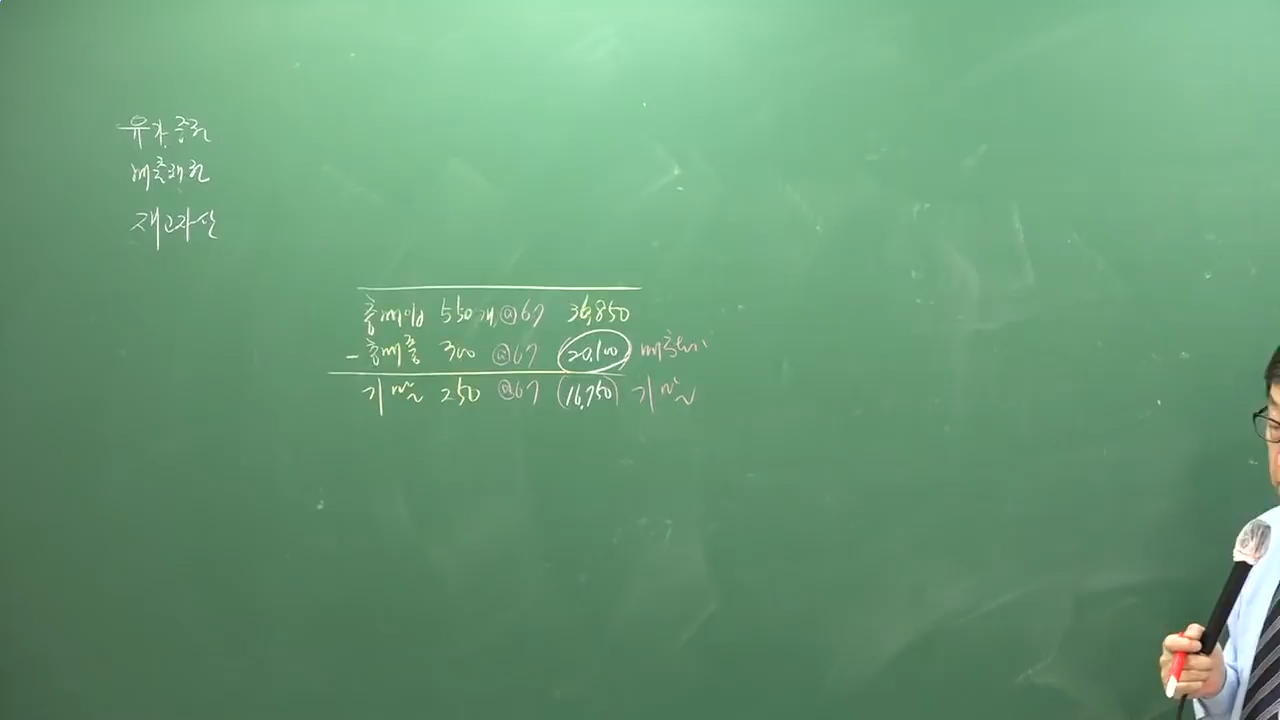 유가증권
매출채권
재고자산
총매입 550개 @67 36,850
- 총매출 300 @67 20,100 매출원가
기말 250 @67 (16,750) 기말